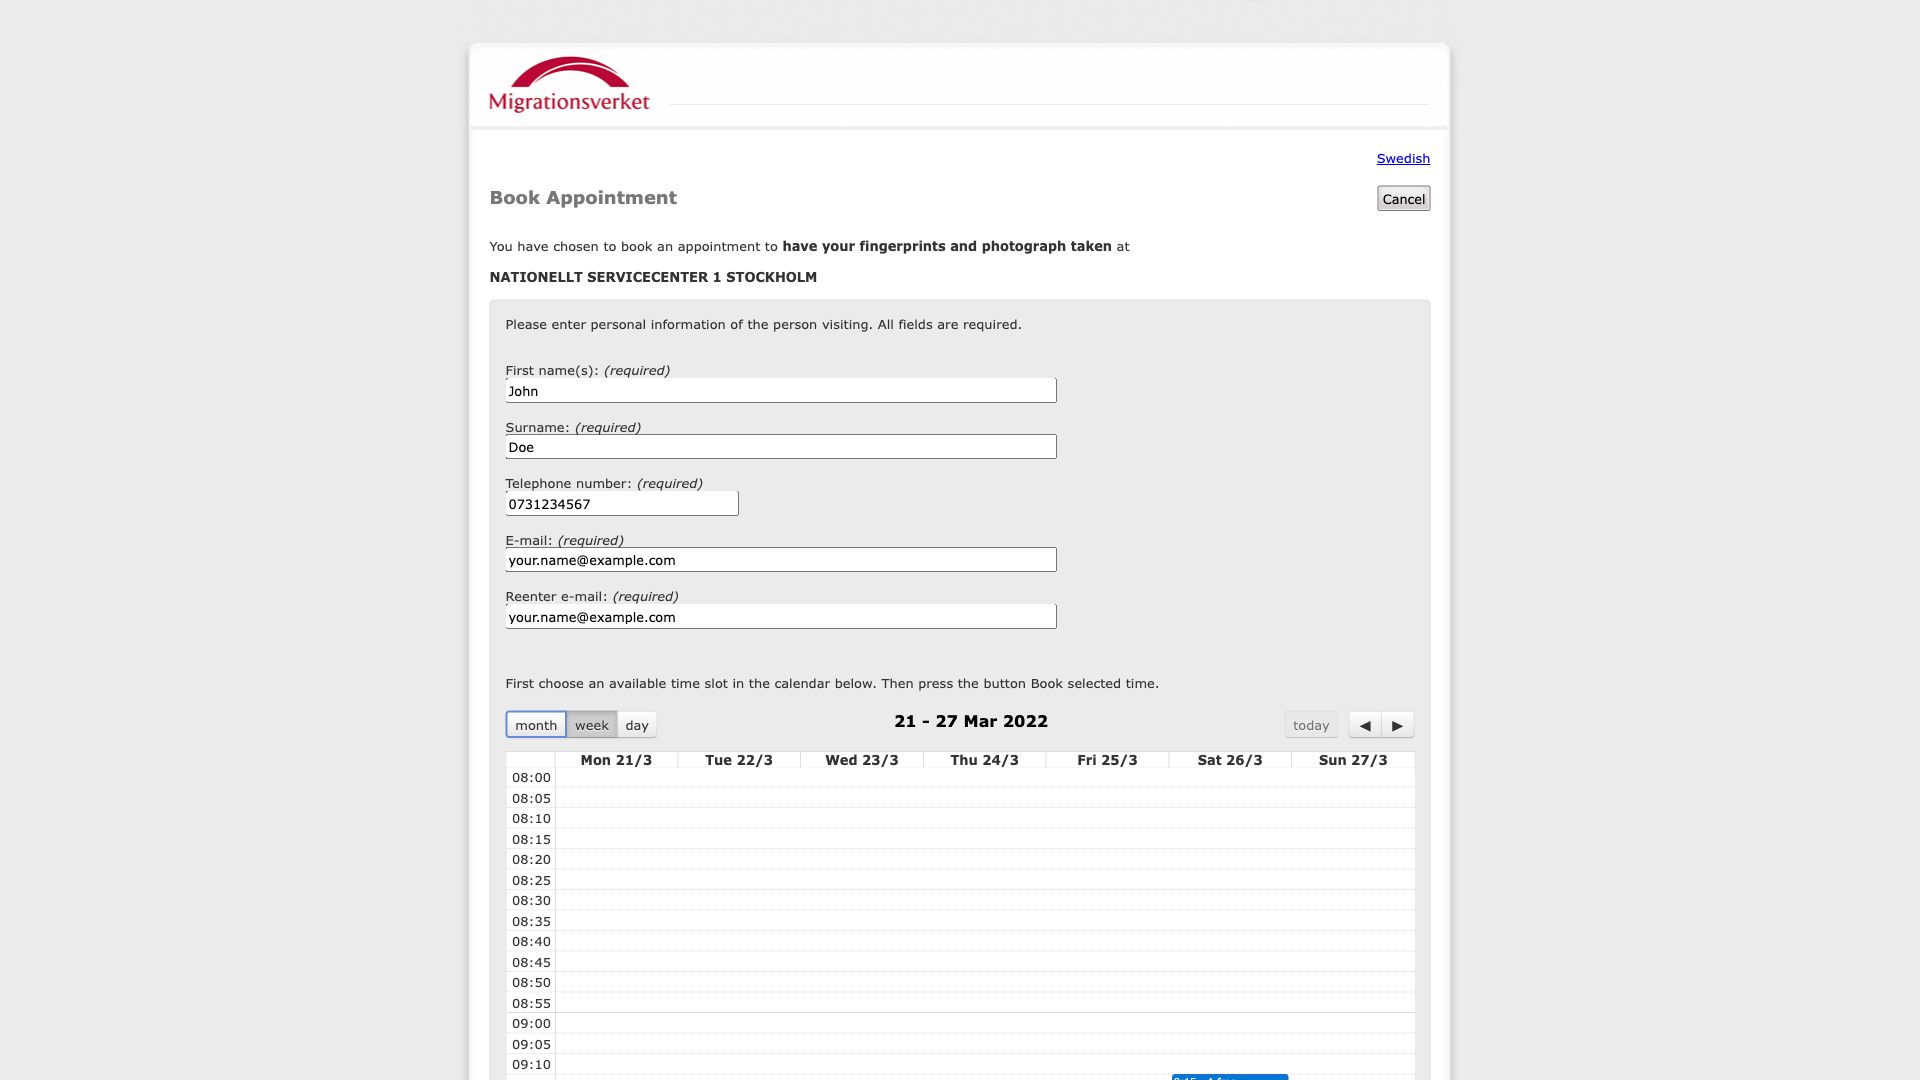 Migrationsverket
Swedish
Book Appointment
Cancel
You have chosen to book an appointment to have your fingerprints and photograph taken at
NATIONELLT SERVICECENTER 1 STOCKHOLM
Please enter personal information of the person visiting. All fields are required.
First name(s): (required)
John
Surname: (required)
Doe
Telephone number: (required)
0731234567
E-mail: (required)
your.name@example.com
Reenter e-mail: (required)
your.name@example.com
First choose an available time slot in the calendar below. Then press the button Book selected time.
month week day 21 - 27 Mar 2022 today ◀ ▶
Mon 21/3 Tue 22/3 Wed 23/3 Thu 24/3 Fri 25/3 Sat 26/3 Sun 27/3
08:00
08:05
08:10
08:15
08:20
08:25
08:30
08:35
08:40
08:45
08:50
08:55
09:00
09:05
09:10